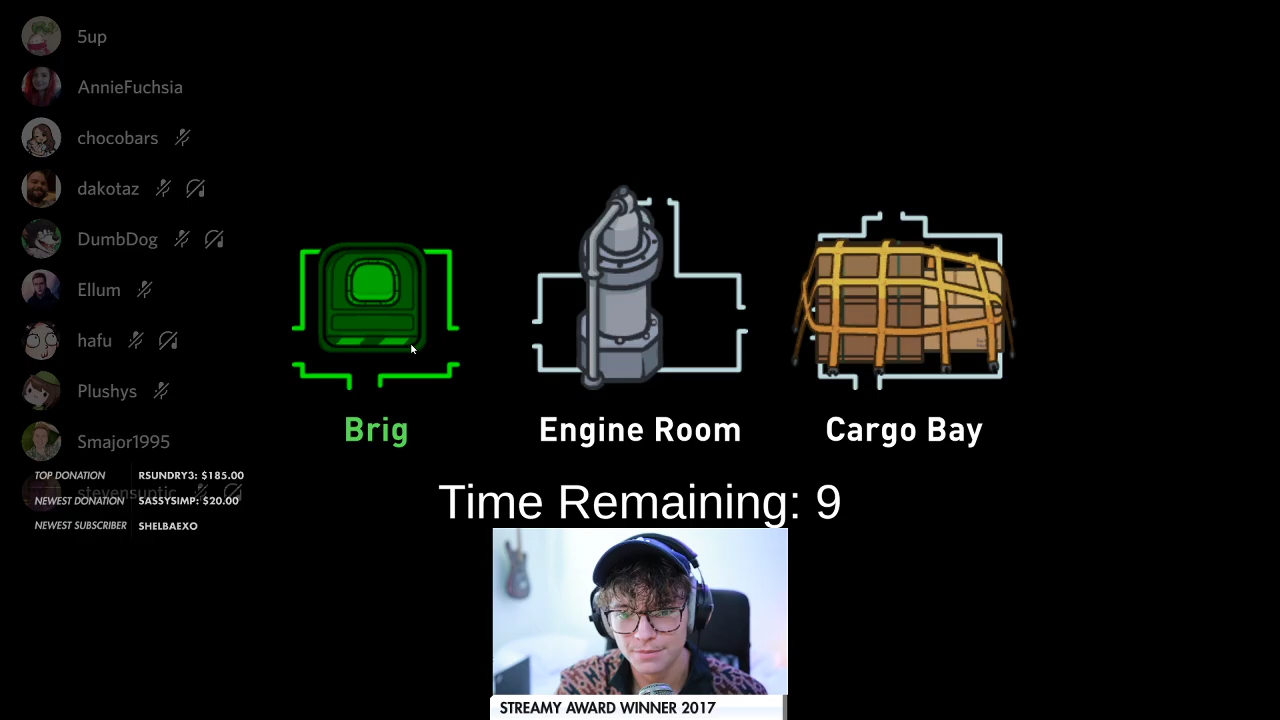 5up
AnnieFuchsia
chocobars
dakotaz
DumbDog
Ellum
hafu
Plushys
Smajor1995
stevensuptic
TOP DONATION RSUNDRY3: $185.00
NEWEST DONATION SASSYSIMP: $20.00
NEWEST SUBSCRIBER SHELBAEXO
Brig
Engine Room
Cargo Bay
Time Remaining: 9
STREAMY AWARD WINNER 2017